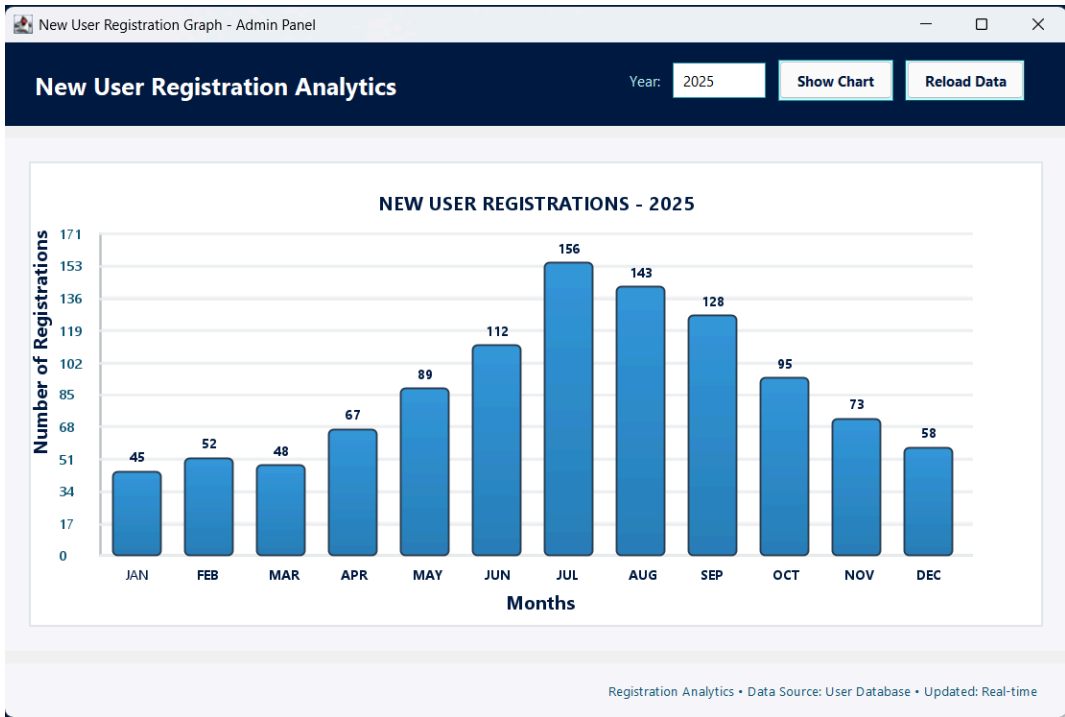 New User Registration Graph - Admin Panel
New User Registration Analytics
Year: 2025 Show Chart Reload Data
NEW USER REGISTRATIONS - 2025
Number of Registrations
171
153
136
119
102
85
68
51
34
17
0
45 52 48 67 89 112 156 143 128 95 73 58
JAN FEB MAR APR MAY JUN JUL AUG SEP OCT NOV DEC
Months
Registration Analytics • Data Source: User Database • Updated: Real-time